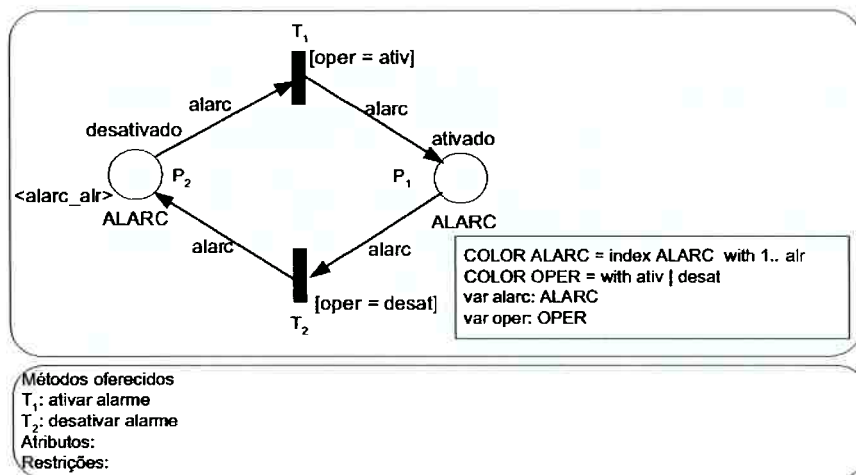 T1
[oper = ativ]
alarc
alarc
desativado
ativado
P2
P1
<alarc_alr>
ALARC
ALARC
alarc
alarc
COLOR ALARC = index ALARC with 1.. alr
COLOR OPER = with ativ | desat
var alarc: ALARC
var oper: OPER
[oper = desat]
T2
Métodos oferecidos
T1: ativar alarme
T2: desativar alarme
Atributos:
Restrições: